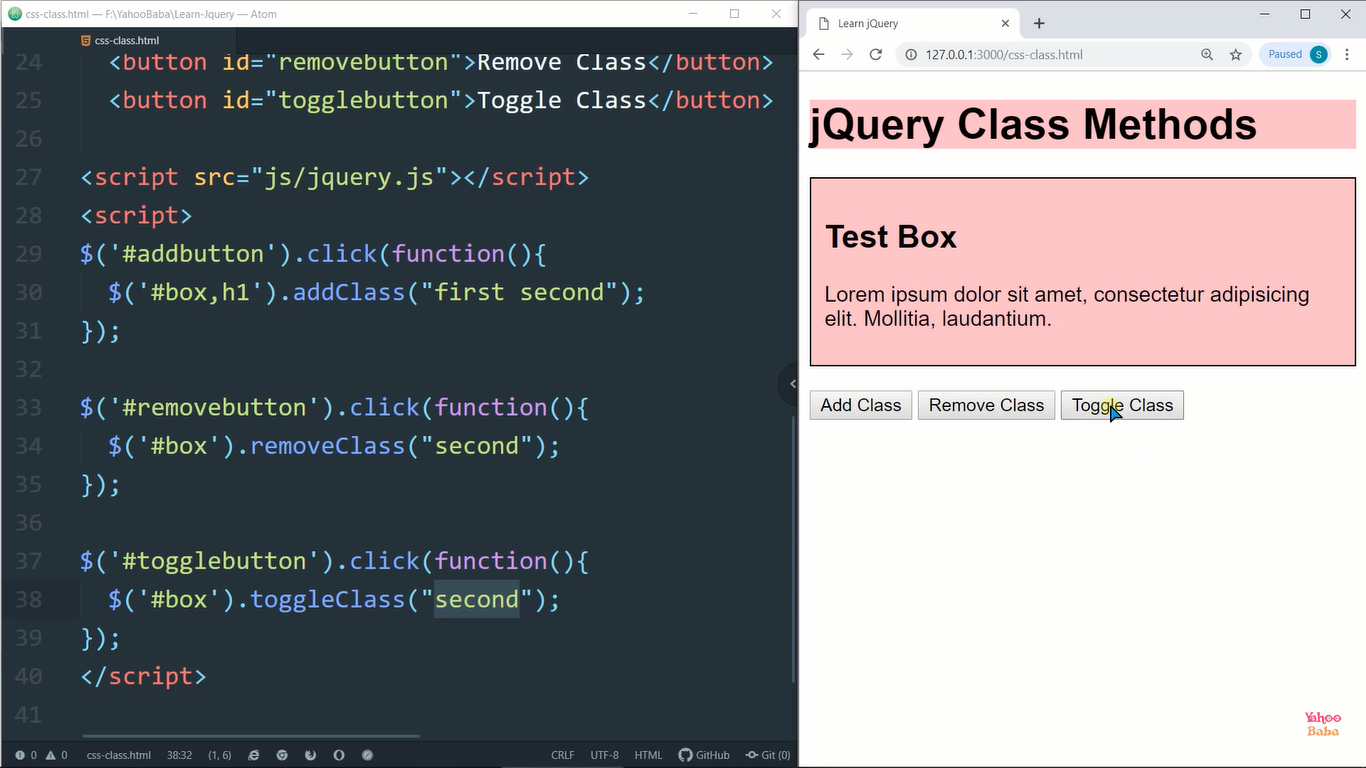 css-class.html — F:\YahooBaba\Learn-Jquery — Atom
css-class.html
24 <button id="removebutton">Remove Class</button>
25 <button id="togglebutton">Toggle Class</button>
26
27 <script src="js/jquery.js"></script>
28 <script>
29 $('#addbutton').click(function(){
30 $('#box,h1').addClass("first second");
31 });
32
33 $('#removebutton').click(function(){
34 $('#box').removeClass("second");
35 });
36
37 $('#togglebutton').click(function(){
38 $('#box').toggleClass("second");
39 });
40 </script>
41
0 0 css-class.html 38:32 (1, 6) CRLF UTF-8 HTML GitHub Git (0)
Learn jQuery
127.0.0.1:3000/css-class.html Paused S
jQuery Class Methods
Test Box
Lorem ipsum dolor sit amet, consectetur adipisicing
elit. Mollitia, laudantium.
Add Class Remove Class Toggle Class
Yahoo
Baba